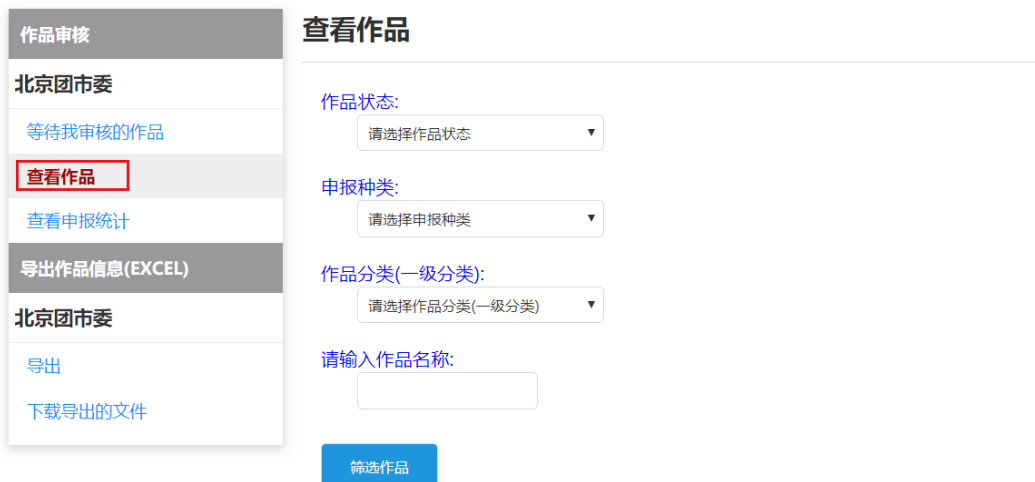 作品审核
北京团市委
等待我审核的作品
查看作品
查看申报统计
导出作品信息(EXCEL)
北京团市委
导出
下载导出的文件
查看作品
作品状态:
请选择作品状态
申报种类:
请选择申报种类
作品分类(一级分类):
请选择作品分类(一级分类)
请输入作品名称:
筛选作品